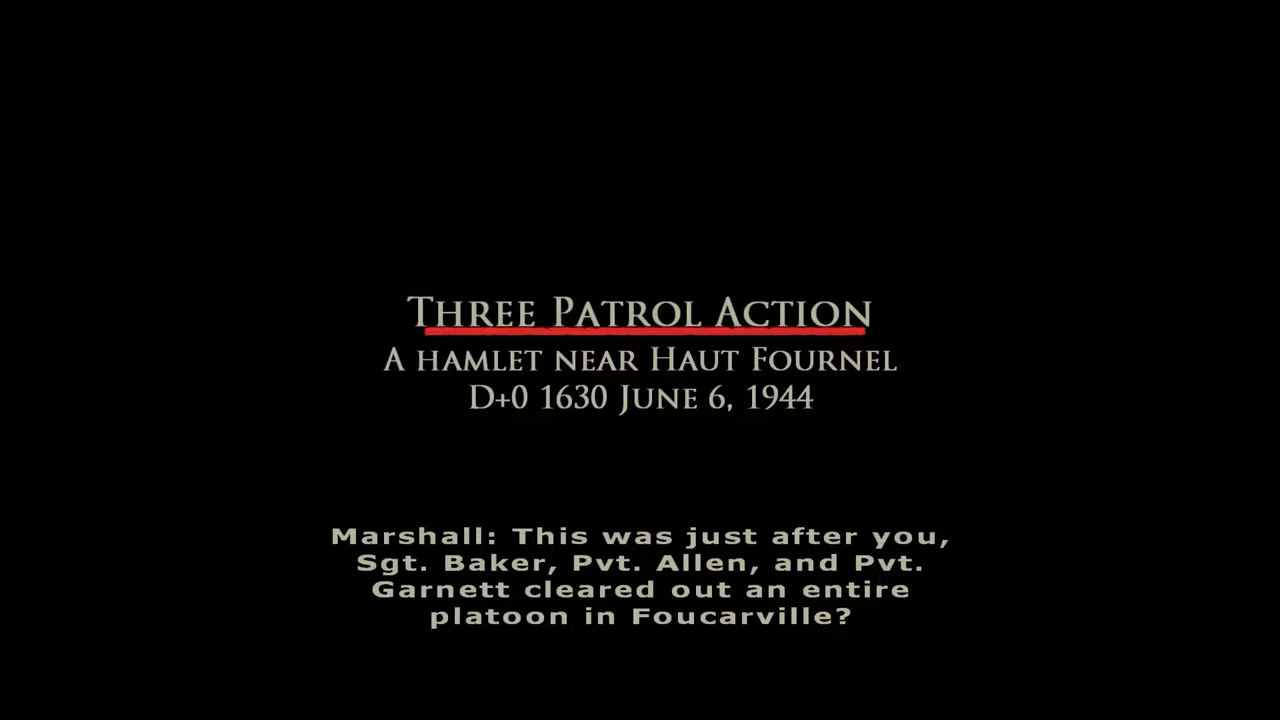 Three Patrol Action
A hamlet near Haut Fournel
D+0 1630 June 6, 1944
Marshall: This was just after you,
Sgt. Baker, Pvt. Allen, and Pvt.
Garnett cleared out an entire
platoon in Foucarville?